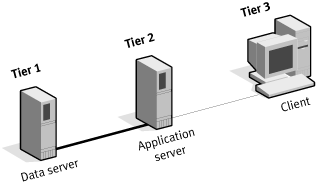 Tier 1
Data server
Tier 2
Application
server
Tier 3
Client